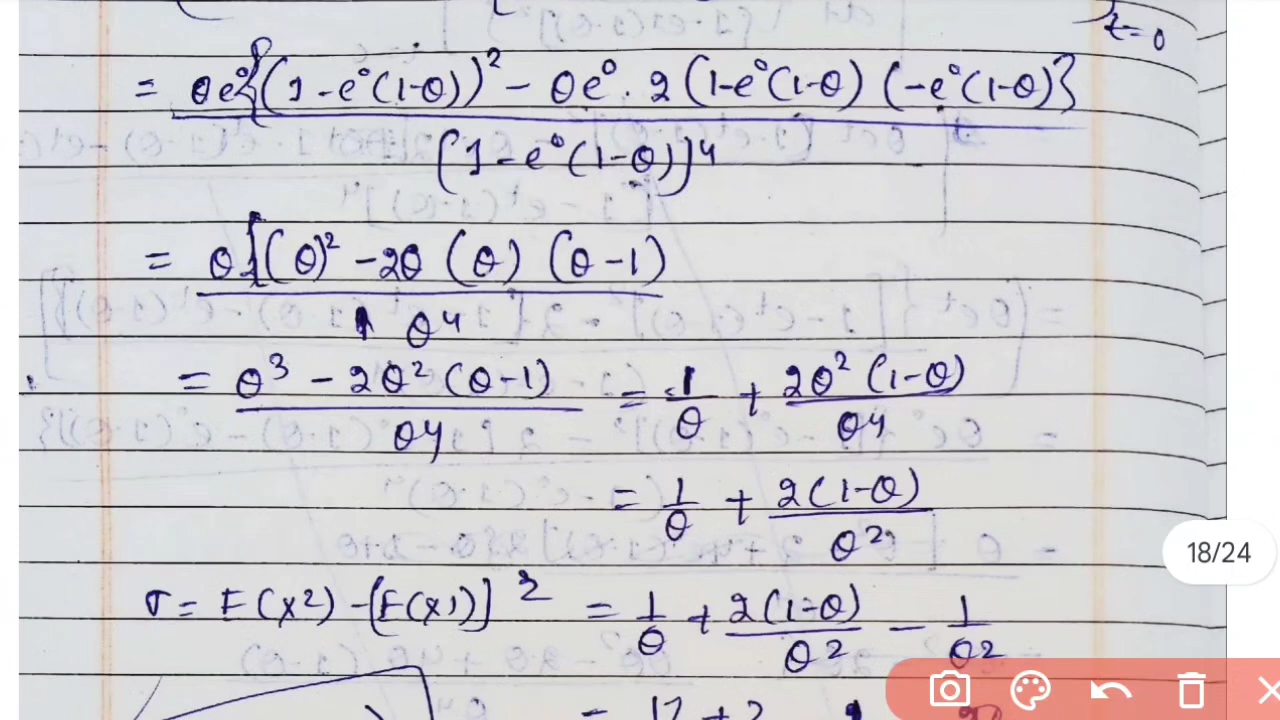 t=0
= θe⁰{(1-e⁰(1-θ))² - θe⁰ . 2(1-e⁰(1-θ) (-e⁰(1-θ)}
[1-e⁰(1-θ)]⁴
= θ{(θ)² -2θ (θ) (θ-1)
θ⁴
= θ³ - 2θ²(θ-1) / θ⁴ = 1/θ + 2θ²(1-θ) / θ⁴
= 1/θ + 2(1-θ) / θ²
18/24
σ = E(x2) -[E(x1)]² = 1/θ + 2(1-θ)/θ² - 1/θ²